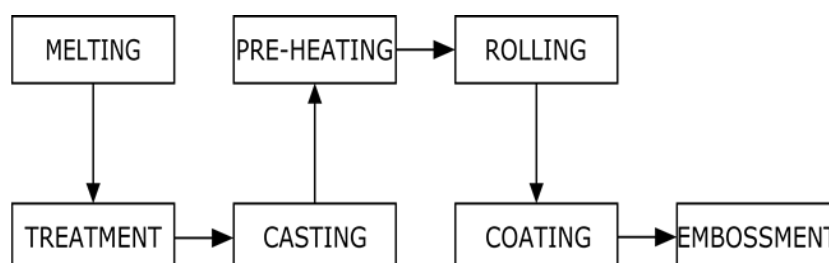 MELTING
PRE-HEATING
ROLLING
TREATMENT
CASTING
COATING
EMBOSSMENT